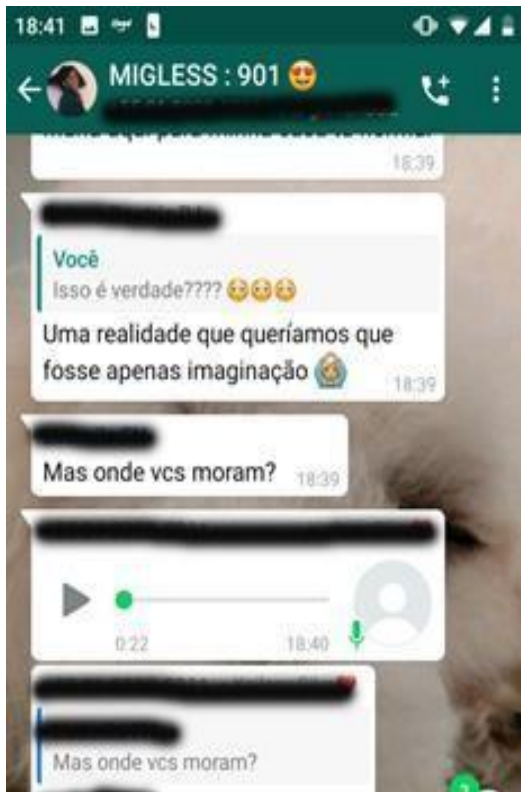 18:41
MIGLESS : 901 😍
18:39
Você
Isso é verdade???? 🥺🥺🥺
Uma realidade que queríamos que
fosse apenas imaginação
18:39
Mas onde vcs moram?
18:39
0:22
18:40
Mas onde vcs moram?
2